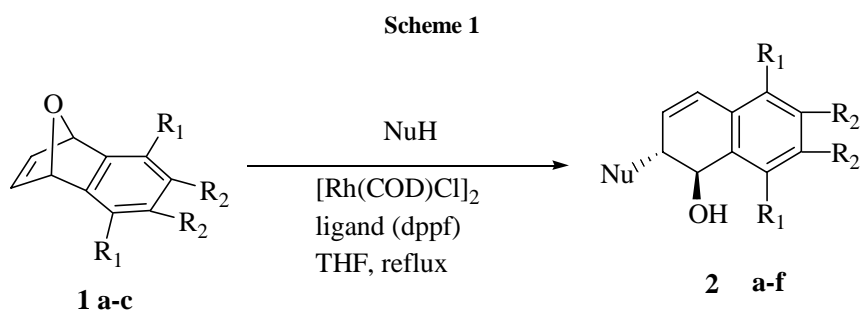 Scheme 1
O
R1
R2
R2
R1
1 a-c
NuH
[Rh(COD)Cl]2
ligand (dppf)
THF, reflux
R1
R2
R2
R1
Nu
OH
2 a-f